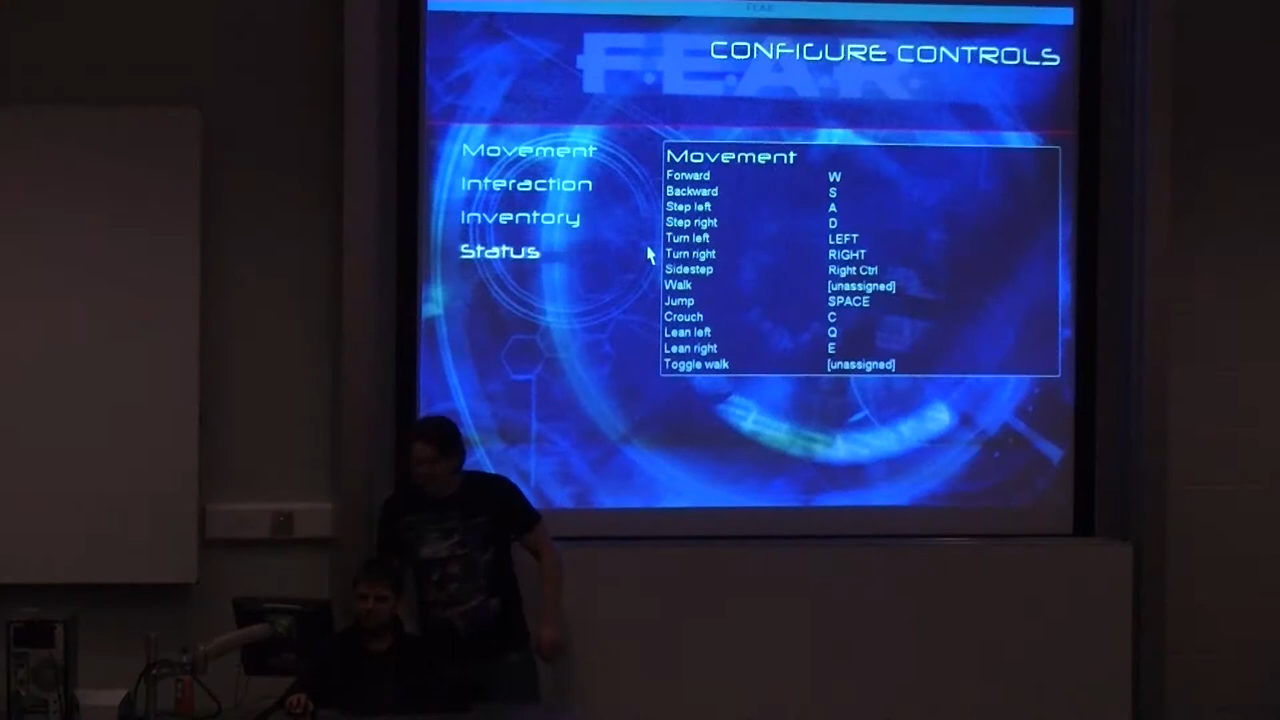 FEAR
CONFIGURE CONTROLS
F.E.A.R.
Movement
Interaction
Inventory
Status
Movement
Forward W
Backward S
Step left A
Step right D
Turn left LEFT
Turn right RIGHT
Sidestep Right Ctrl
Walk [unassigned]
Jump SPACE
Crouch C
Lean left Q
Lean right E
Toggle walk [unassigned]